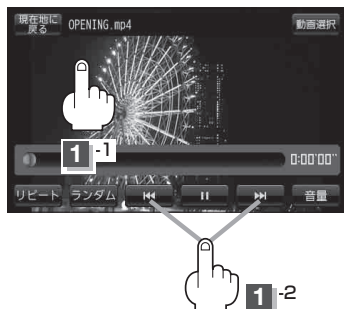 現在地に
戻る
OPENING.mp4
動画選択
1 -1
0:00'00"
リピート
ランダム
音量
1 -2